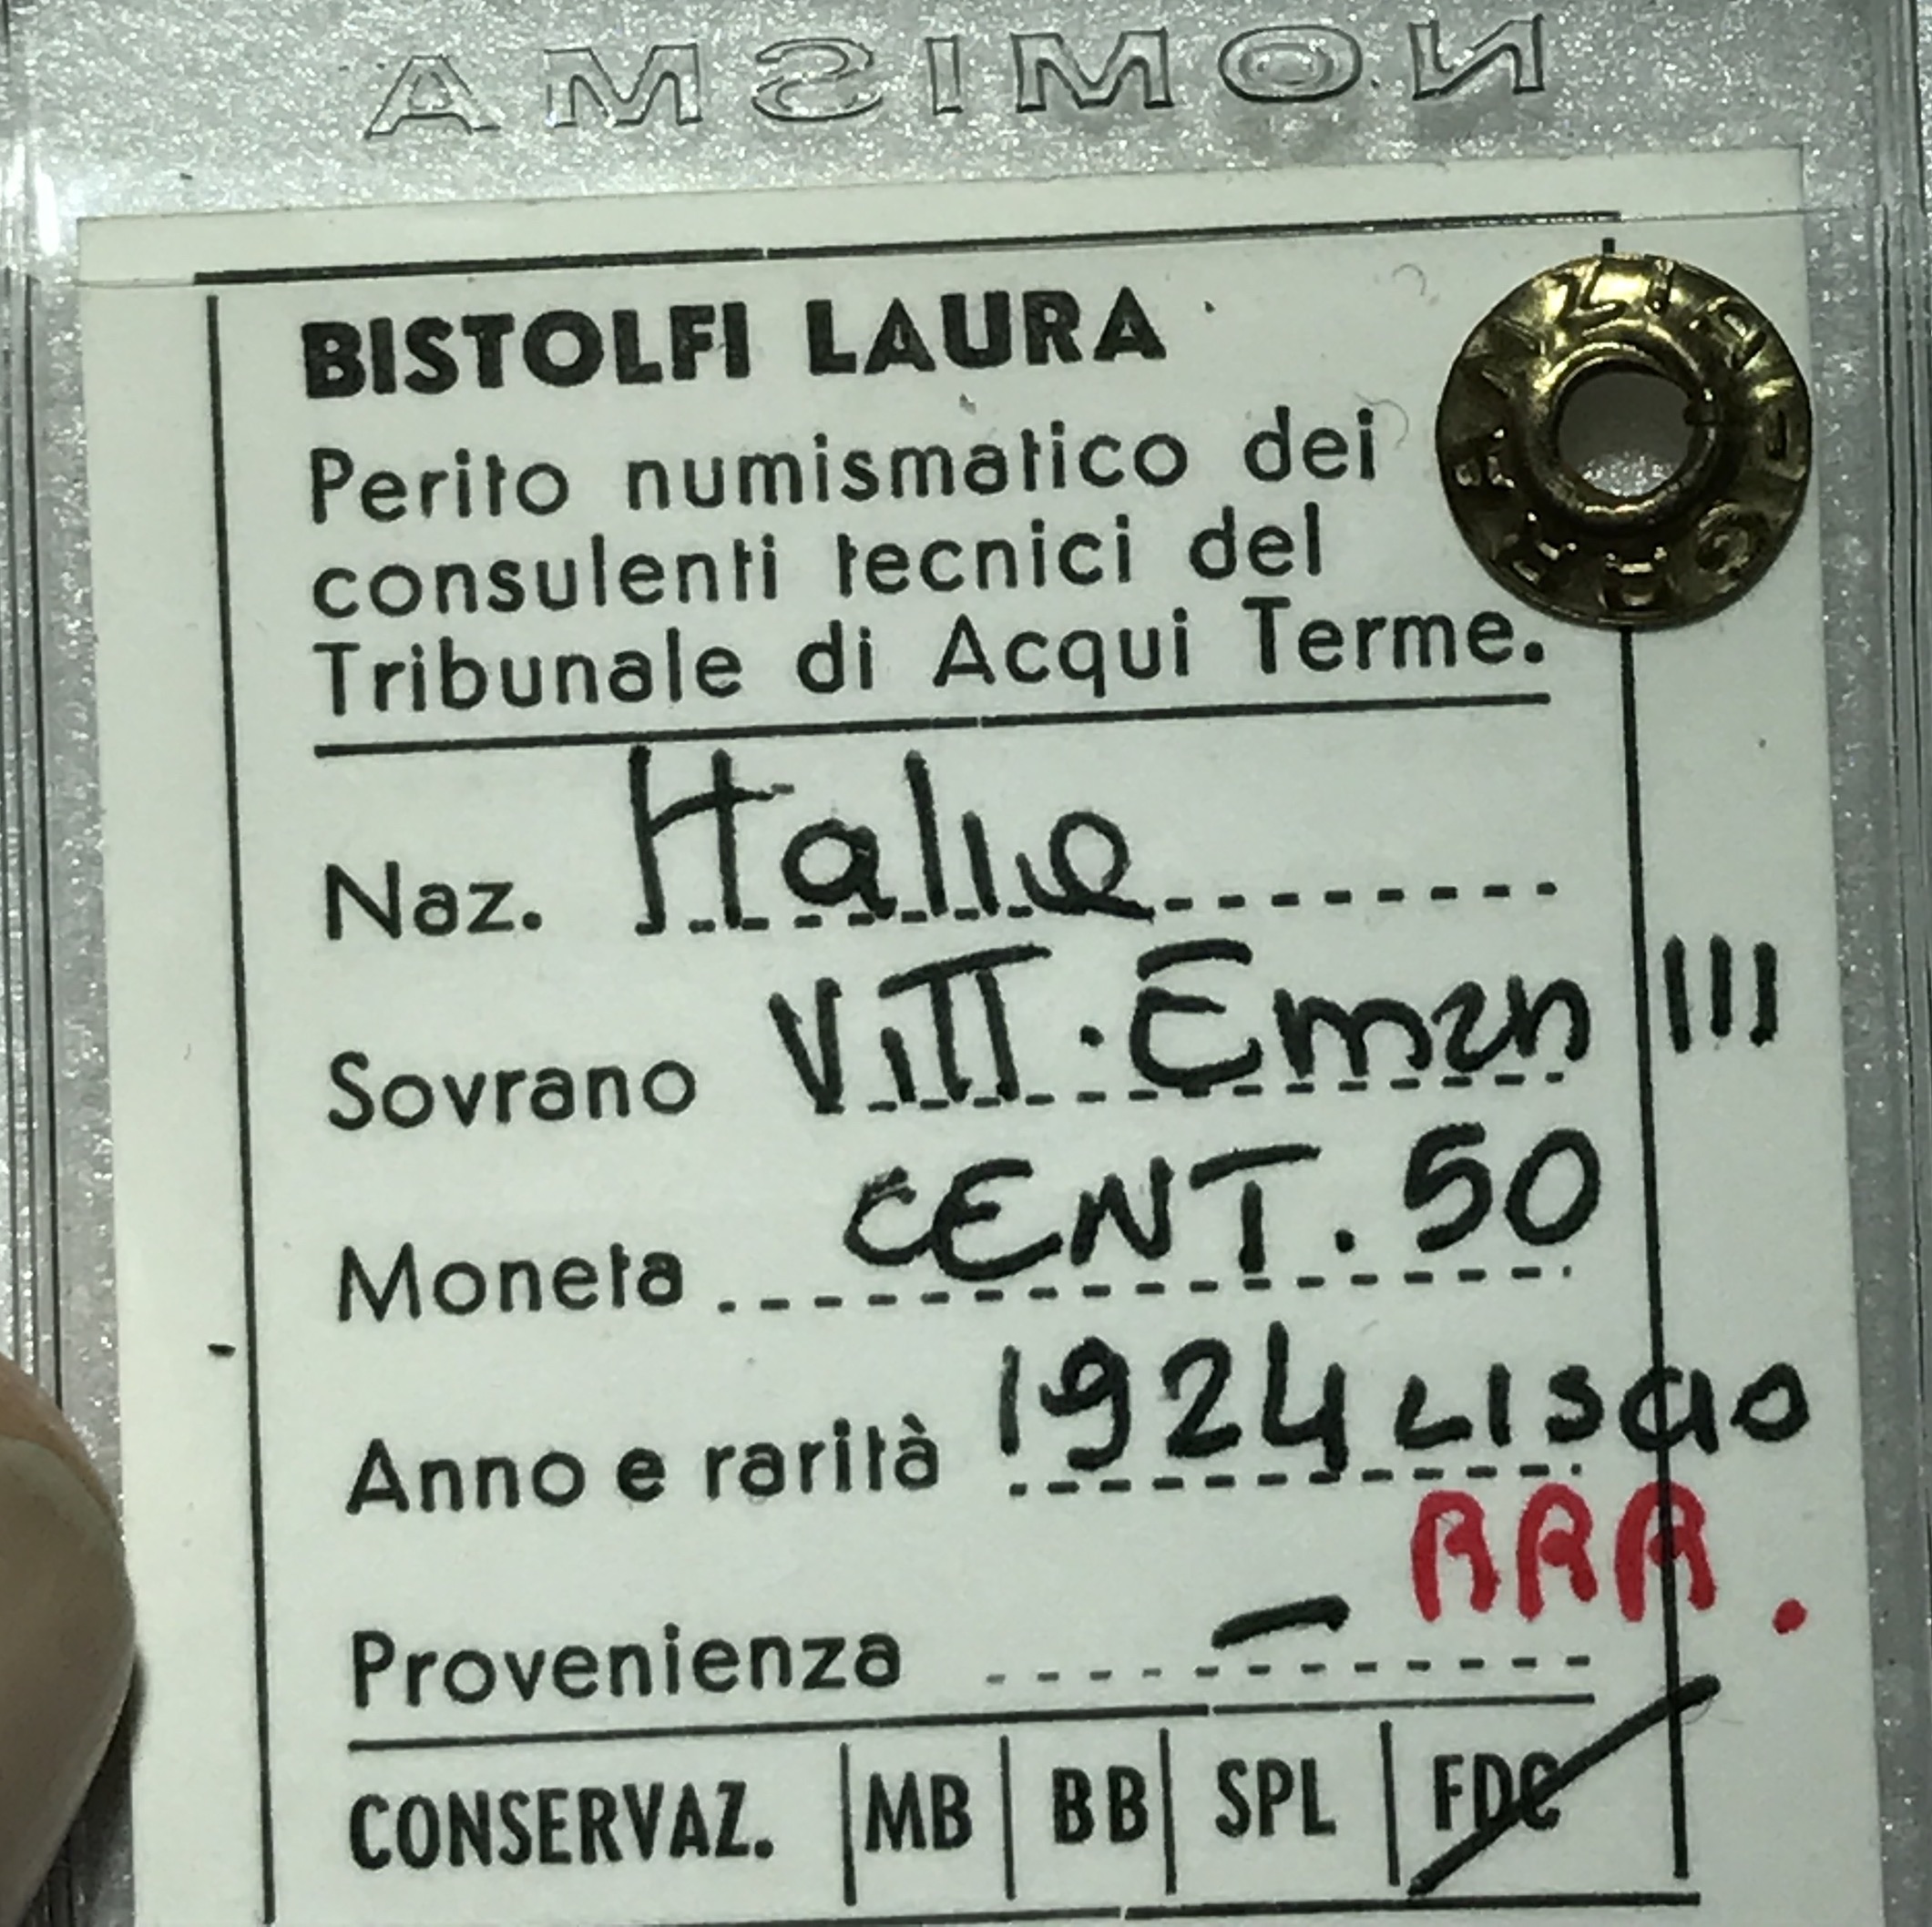 NOMISMA
BISTOLFI LAURA
Perito numismatico dei
consulenti tecnici del
Tribunale di Acqui Terme.
Naz. Italia
Sovrano Vitt. Eman III
Moneta CENT. 50
Anno e rarità 1924 LISCIO
RRR.
Provenienza —
CONSERVAZ. | MB | BB | SPL | FDC